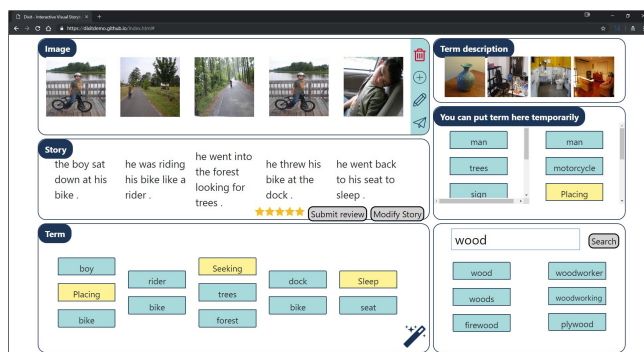 Dixit - Interactive Visual Storyt
https://dixitdemo.github.io/index.html#
Image
Story
the boy sat
down at his
bike .
he was riding
his bike like a
rider .
he went into
the forest
looking for
trees .
he threw his
bike at the
dock .
he went back
to his seat to
sleep .
Submit review
Modify Story
Term
boy
Placing
bike
rider
bike
Seeking
trees
forest
dock
bike
Sleep
seat
Term description
You can put term here temporarily
man
man
trees
motorcycle
sign
Placing
wood
Search
wood
woodworker
woods
woodworking
firewood
plywood